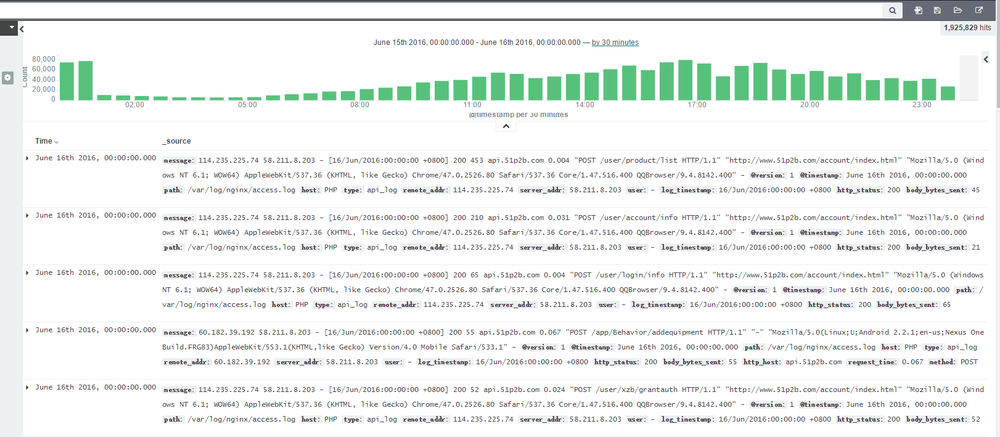 1,925,829 hits
June 15th 2016, 00:00:00.000 - June 16th 2016, 00:00:00.000 — by 30 minutes
Count
80,000
60,000
40,000
20,000
0
02:00 05:00 08:00 11:00 14:00 17:00 20:00 23:00
@timestamp per 30 minutes
Time _source
June 16th 2016, 00:00:00.000 message: 114.235.225.74 58.211.8.203 - [16/Jun/2016:00:00:00 +0800] 200 453 api.51p2b.com 0.004 "POST /user/product/list HTTP/1.1" "http://www.51p2b.com/account/index.html" "Mozilla/5.0 (Wind
ows NT 6.1; WOW64) AppleWebKit/537.36 (KHTML, like Gecko) Chrome/47.0.2526.80 Safari/537.36 Core/1.47.516.400 QQBrowser/9.4.8142.400" - @version: 1 @timestamp: June 16th 2016, 00:00:00.000
path: /var/log/nginx/access.log host: PHP type: api_log remote_addr: 114.235.225.74 server_addr: 58.211.8.203 user: - log_timestamp: 16/Jun/2016:00:00:00 +0800 http_status: 200 body_bytes_sent: 45
June 16th 2016, 00:00:00.000 message: 114.235.225.74 58.211.8.203 - [16/Jun/2016:00:00:00 +0800] 200 210 api.51p2b.com 0.031 "POST /user/account/info HTTP/1.1" "http://www.51p2b.com/account/index.html" "Mozilla/5.0 (Wind
ows NT 6.1; WOW64) AppleWebKit/537.36 (KHTML, like Gecko) Chrome/47.0.2526.80 Safari/537.36 Core/1.47.516.400 QQBrowser/9.4.8142.400" - @version: 1 @timestamp: June 16th 2016, 00:00:00.000
path: /var/log/nginx/access.log host: PHP type: api_log remote_addr: 114.235.225.74 server_addr: 58.211.8.203 user: - log_timestamp: 16/Jun/2016:00:00:00 +0800 http_status: 200 body_bytes_sent: 21
June 16th 2016, 00:00:00.000 message: 114.235.225.74 58.211.8.203 - [16/Jun/2016:00:00:00 +0800] 200 65 api.51p2b.com 0.004 "POST /user/login/info HTTP/1.1" "http://www.51p2b.com/account/index.html" "Mozilla/5.0 (Windows
NT 6.1; WOW64) AppleWebKit/537.36 (KHTML, like Gecko) Chrome/47.0.2526.80 Safari/537.36 Core/1.47.516.400 QQBrowser/9.4.8142.400" - @version: 1 @timestamp: June 16th 2016, 00:00:00.000 path: /
var/log/nginx/access.log host: PHP type: api_log remote_addr: 114.235.225.74 server_addr: 58.211.8.203 user: - log_timestamp: 16/Jun/2016:00:00:00 +0800 http_status: 200 body_bytes_sent: 65
June 16th 2016, 00:00:00.000 message: 60.182.39.192 58.211.8.203 - [16/Jun/2016:00:00:00 +0800] 200 55 api.51p2b.com 0.067 "POST /app/Behavior/addequipment HTTP/1.1" "-" "Mozilla/5.0(Linux;U;Android 2.2.1;en-us;Nexus One
Build.FRG83)AppleWebKit/553.1(KHTML,like Gecko) Version/4.0 Mobile Safari/533.1" - @version: 1 @timestamp: June 16th 2016, 00:00:00.000 path: /var/log/nginx/access.log host: PHP type: api_log
remote_addr: 60.182.39.192 server_addr: 58.211.8.203 user: - log_timestamp: 16/Jun/2016:00:00:00 +0800 http_status: 200 body_bytes_sent: 55 http_host: api.51p2b.com request_time: 0.067 method: POST
June 16th 2016, 00:00:00.000 message: 114.235.225.74 58.211.8.203 - [16/Jun/2016:00:00:00 +0800] 200 52 api.51p2b.com 0.024 "POST /user/xzb/grantauth HTTP/1.1" "http://www.51p2b.com/account/index.html" "Mozilla/5.0 (Wind
ows NT 6.1; WOW64) AppleWebKit/537.36 (KHTML, like Gecko) Chrome/47.0.2526.80 Safari/537.36 Core/1.47.516.400 QQBrowser/9.4.8142.400" - @version: 1 @timestamp: June 16th 2016, 00:00:00.000
path: /var/log/nginx/access.log host: PHP type: api_log remote_addr: 114.235.225.74 server_addr: 58.211.8.203 user: - log_timestamp: 16/Jun/2016:00:00:00 +0800 http_status: 200 body_bytes_sent: 52